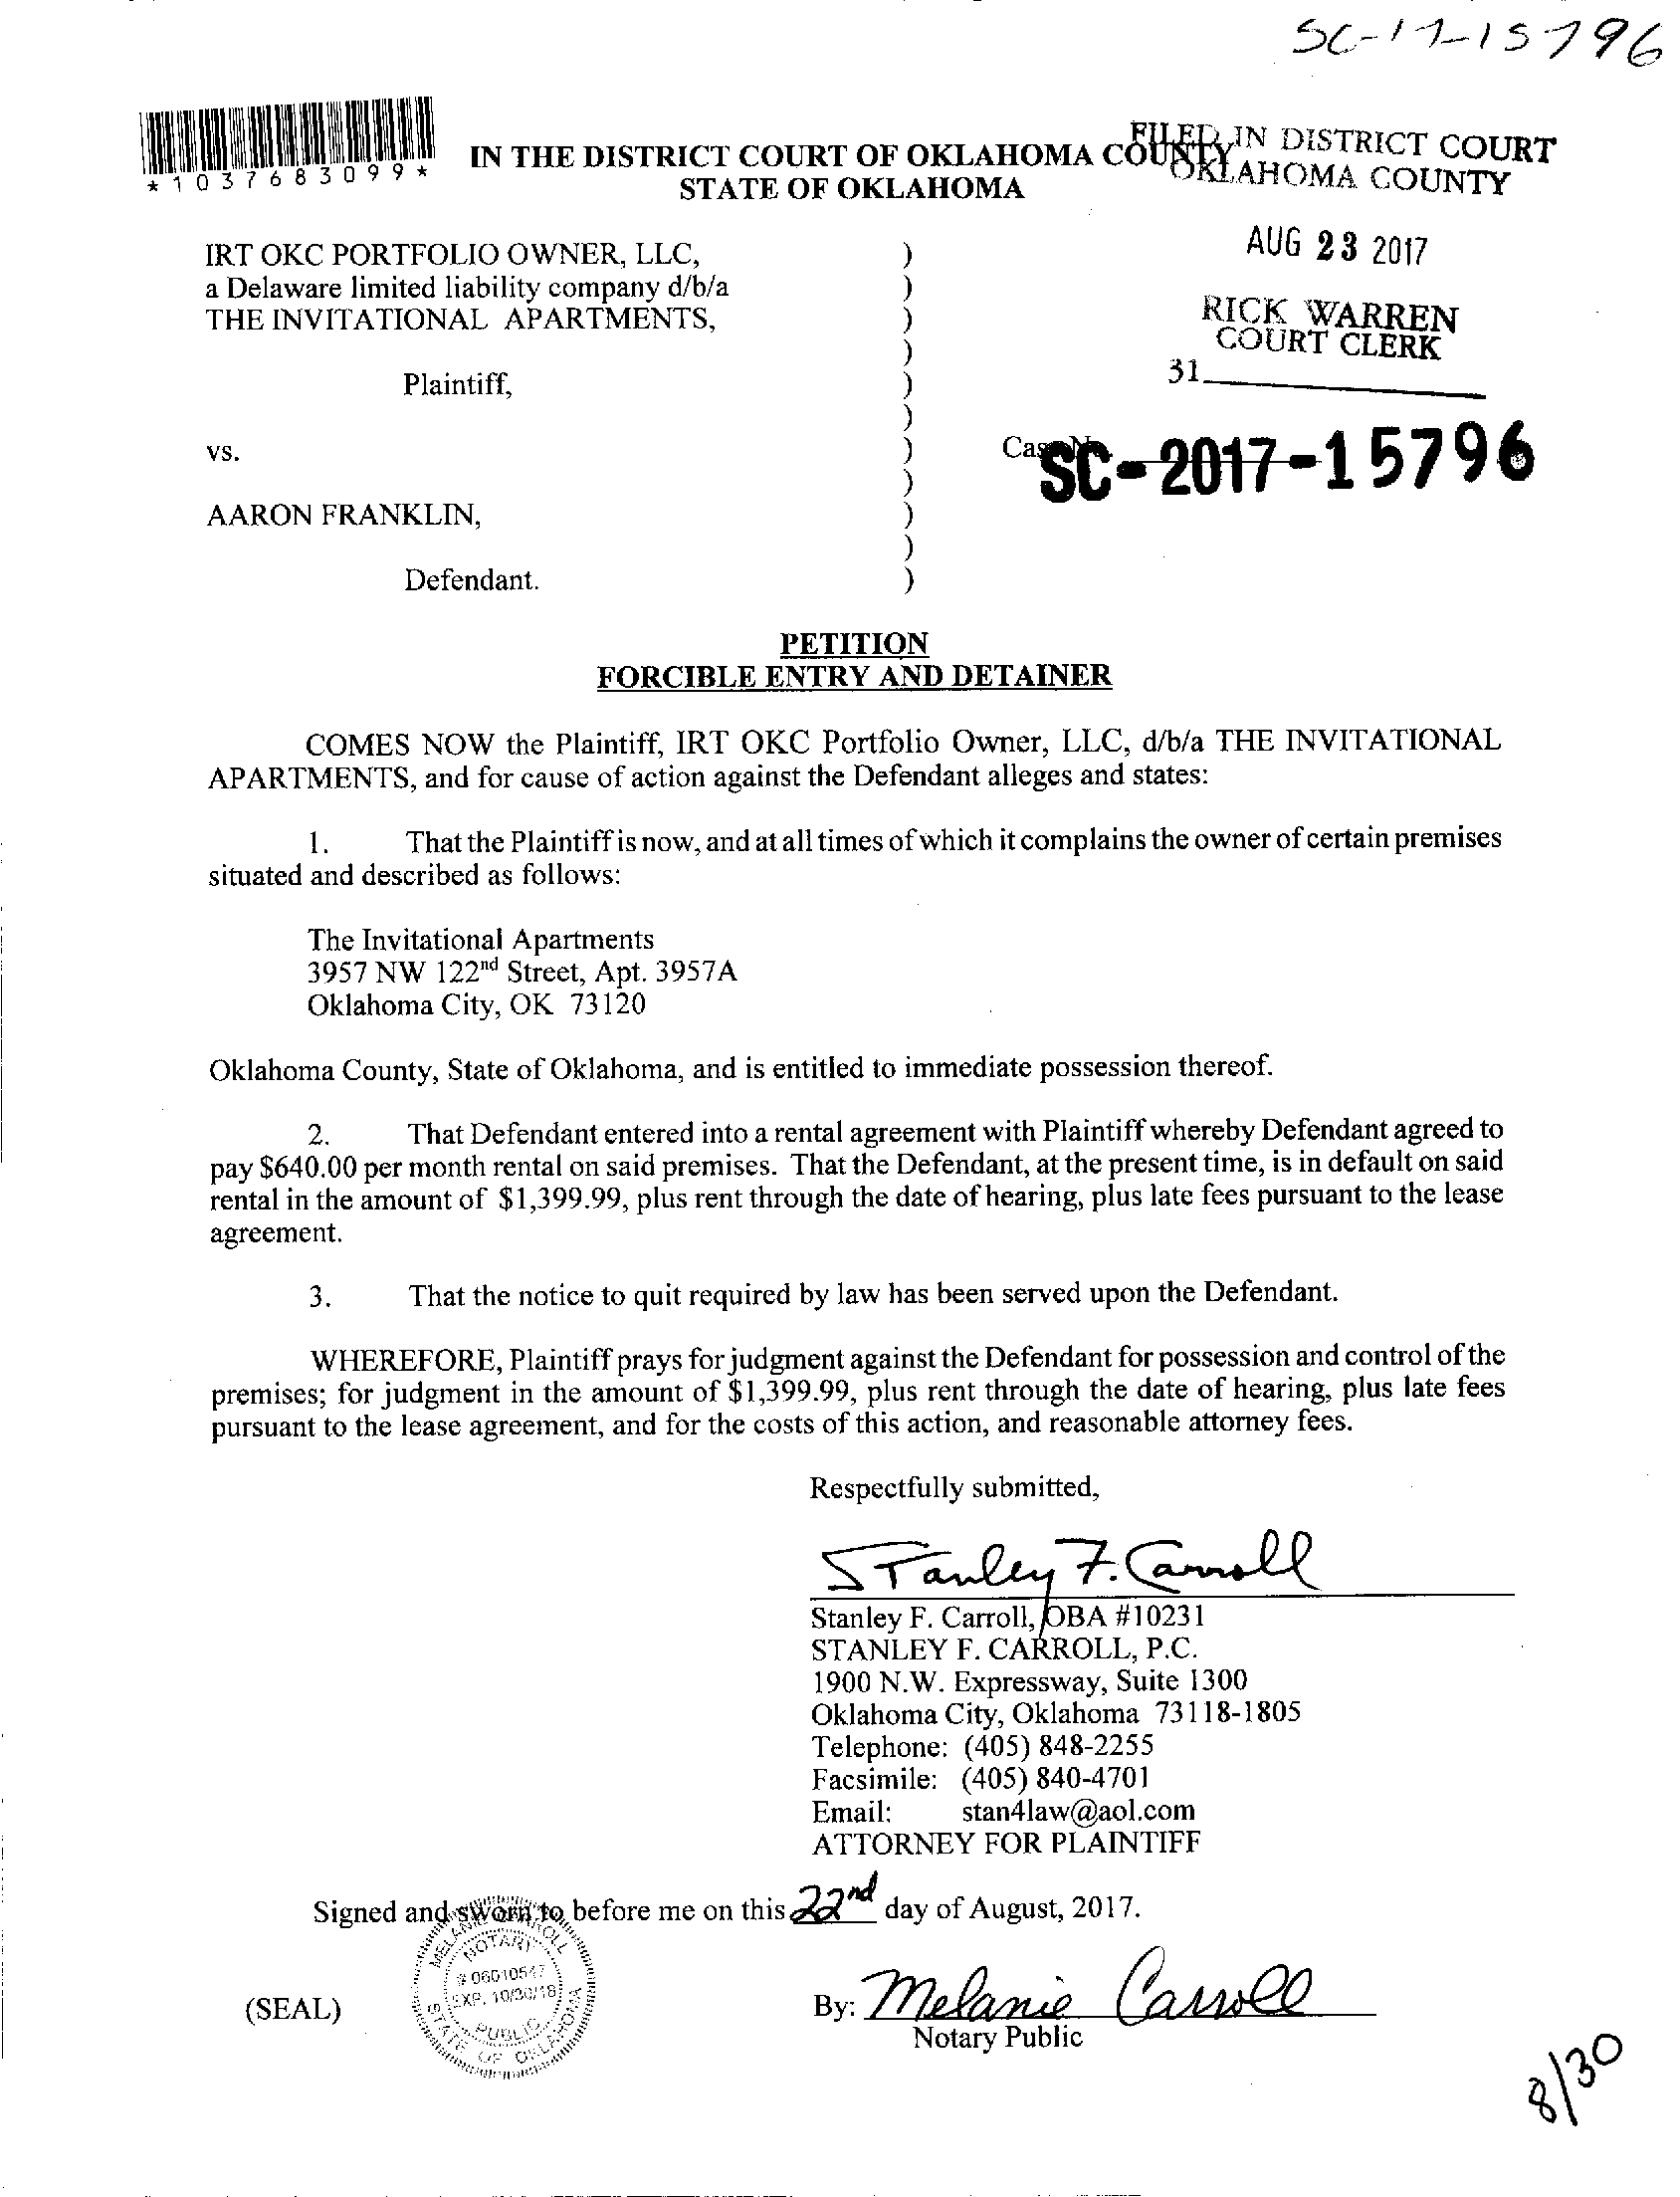 SC-17-15796
*1037683099*
IN THE DISTRICT COURT OF OKLAHOMA COUNTY
STATE OF OKLAHOMA
FILED IN DISTRICT COURT
OKLAHOMA COUNTY
AUG 23 2017
RICK WARREN
COURT CLERK
31
IRT OKC PORTFOLIO OWNER, LLC, )
a Delaware limited liability company d/b/a )
THE INVITATIONAL APARTMENTS, )
)
Plaintiff, )
)
vs. )
Case No.
SC-2017-15796
)
AARON FRANKLIN, )
)
Defendant. )
PETITION
FORCIBLE ENTRY AND DETAINER
COMES NOW the Plaintiff, IRT OKC Portfolio Owner, LLC, d/b/a THE INVITATIONAL
APARTMENTS, and for cause of action against the Defendant alleges and states:
1. That the Plaintiff is now, and at all times of which it complains the owner of certain premises
situated and described as follows:
The Invitational Apartments
3957 NW 122nd Street, Apt. 3957A
Oklahoma City, OK 73120
Oklahoma County, State of Oklahoma, and is entitled to immediate possession thereof.
2. That Defendant entered into a rental agreement with Plaintiff whereby Defendant agreed to
pay $640.00 per month rental on said premises. That the Defendant, at the present time, is in default on said
rental in the amount of $1,399.99, plus rent through the date of hearing, plus late fees pursuant to the lease
agreement.
3. That the notice to quit required by law has been served upon the Defendant.
WHEREFORE, Plaintiff prays for judgment against the Defendant for possession and control of the
premises; for judgment in the amount of $1,399.99, plus rent through the date of hearing, plus late fees
pursuant to the lease agreement, and for the costs of this action, and reasonable attorney fees.
Respectfully submitted,
Stanley F. Carroll
Stanley F. Carroll, OBA #10231
STANLEY F. CARROLL, P.C.
1900 N.W. Expressway, Suite 1300
Oklahoma City, Oklahoma 73118-1805
Telephone: (405) 848-2255
Facsimile: (405) 840-4701
Email: stan4law@aol.com
ATTORNEY FOR PLAINTIFF
Signed and sworn to before me on this 22nd day of August, 2017.
MELANIE CARROLL
NOTARY
# 06010547
EXP. 10/30/18
PUBLIC
STATE OF OKLAHOMA
(SEAL)
By: Melanie Carroll
Notary Public
8/30